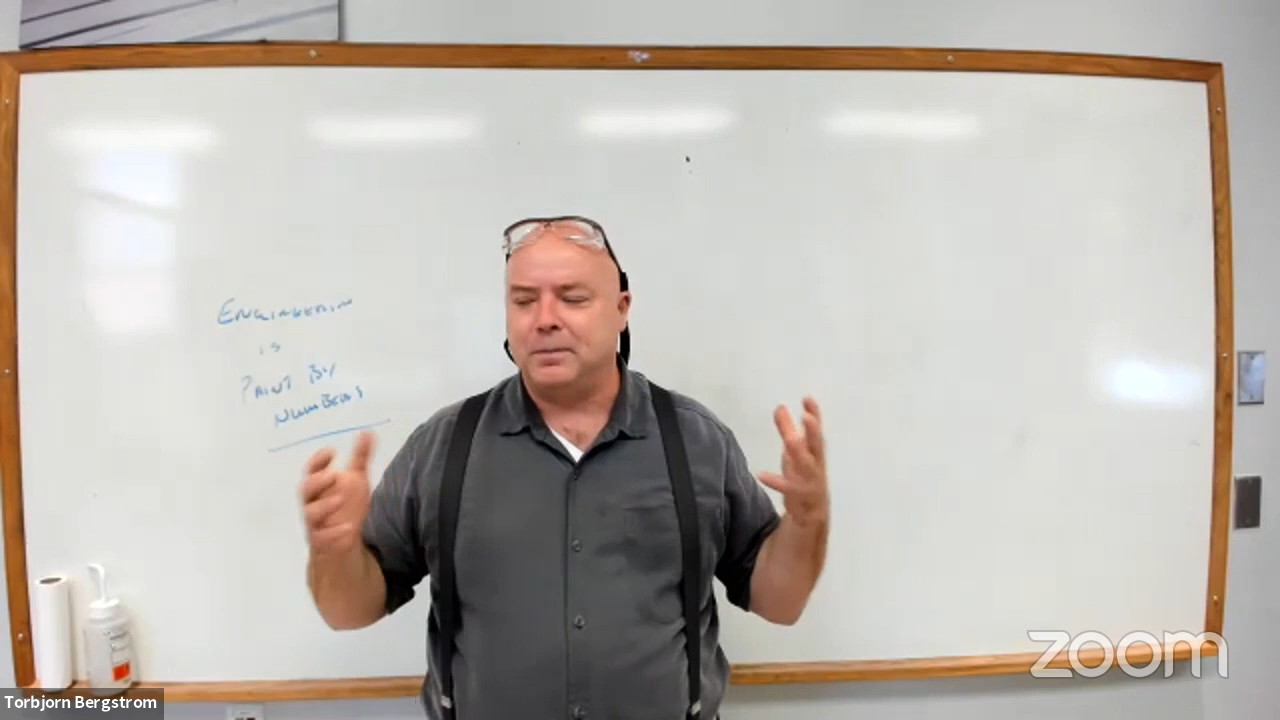 ENGINEERIN
is
PAINT BY
NUMBERS
zoom
Torbjorn Bergstrom